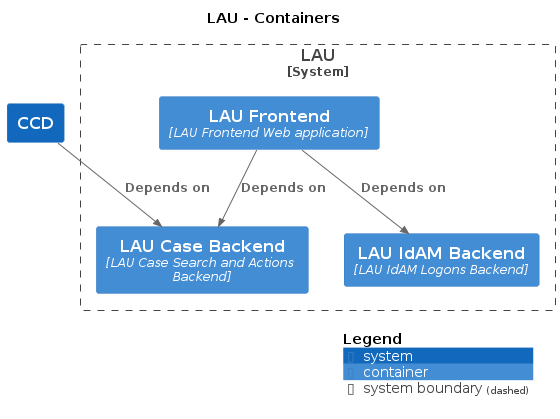 LAU - Containers
LAU
[System]
LAU Frontend
[LAU Frontend Web application]
CCD
Depends on
Depends on
Depends on
LAU Case Backend
[LAU Case Search and Actions
Backend]
LAU IdAM Backend
[LAU IdAM Logons Backend]
Legend
system
container
system boundary (dashed)